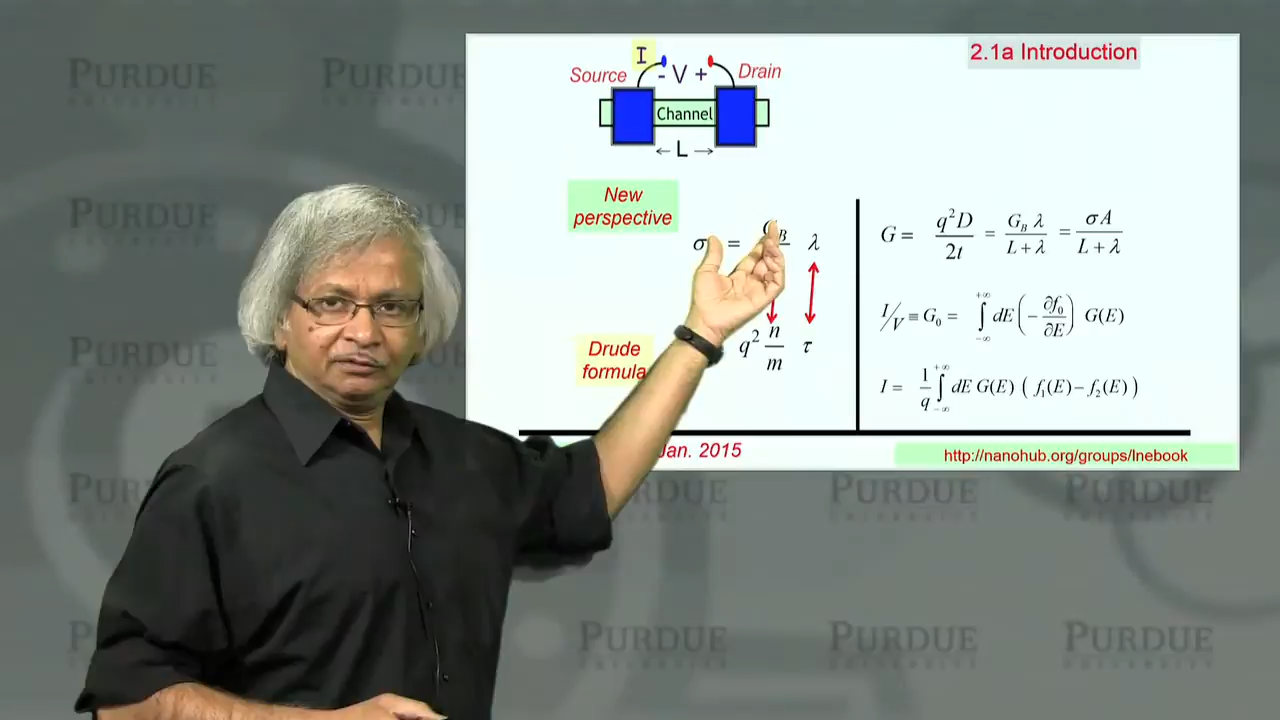 2.1a Introduction
I
Source - V + Drain
Channel
← L →
New
perspective
σ = G_B λ
Drude
formula
q² n/m τ
G = q²D/2t = G_B λ/(L + λ) = σA/(L + λ)
I/V ≡ G₀ = ∫_{−∞}^{+∞} dE (−∂f₀/∂E) G(E)
I = 1/q ∫_{−∞}^{+∞} dE G(E) ( f₁(E) − f₂(E) )
Jan. 2015
http://nanohub.org/groups/lnebook
PURDUE PURDUE
PURDUE PURDUE
PURDUE
PURDUE PURDUE PURDUE
PURDUE PURDUE PURDUE